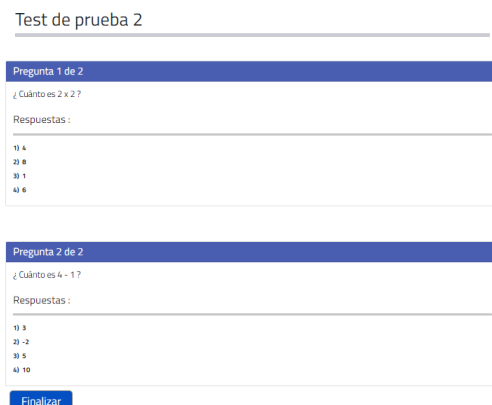 Test de prueba 2
Pregunta 1 de 2
¿ Cuánto es 2 x 2 ?
Respuestas :
1) 4
2) 8
3) 1
4) 6
Pregunta 2 de 2
¿ Cuánto es 4 - 1 ?
Respuestas :
1) 3
2) -2
3) 5
4) 10
Finalizar